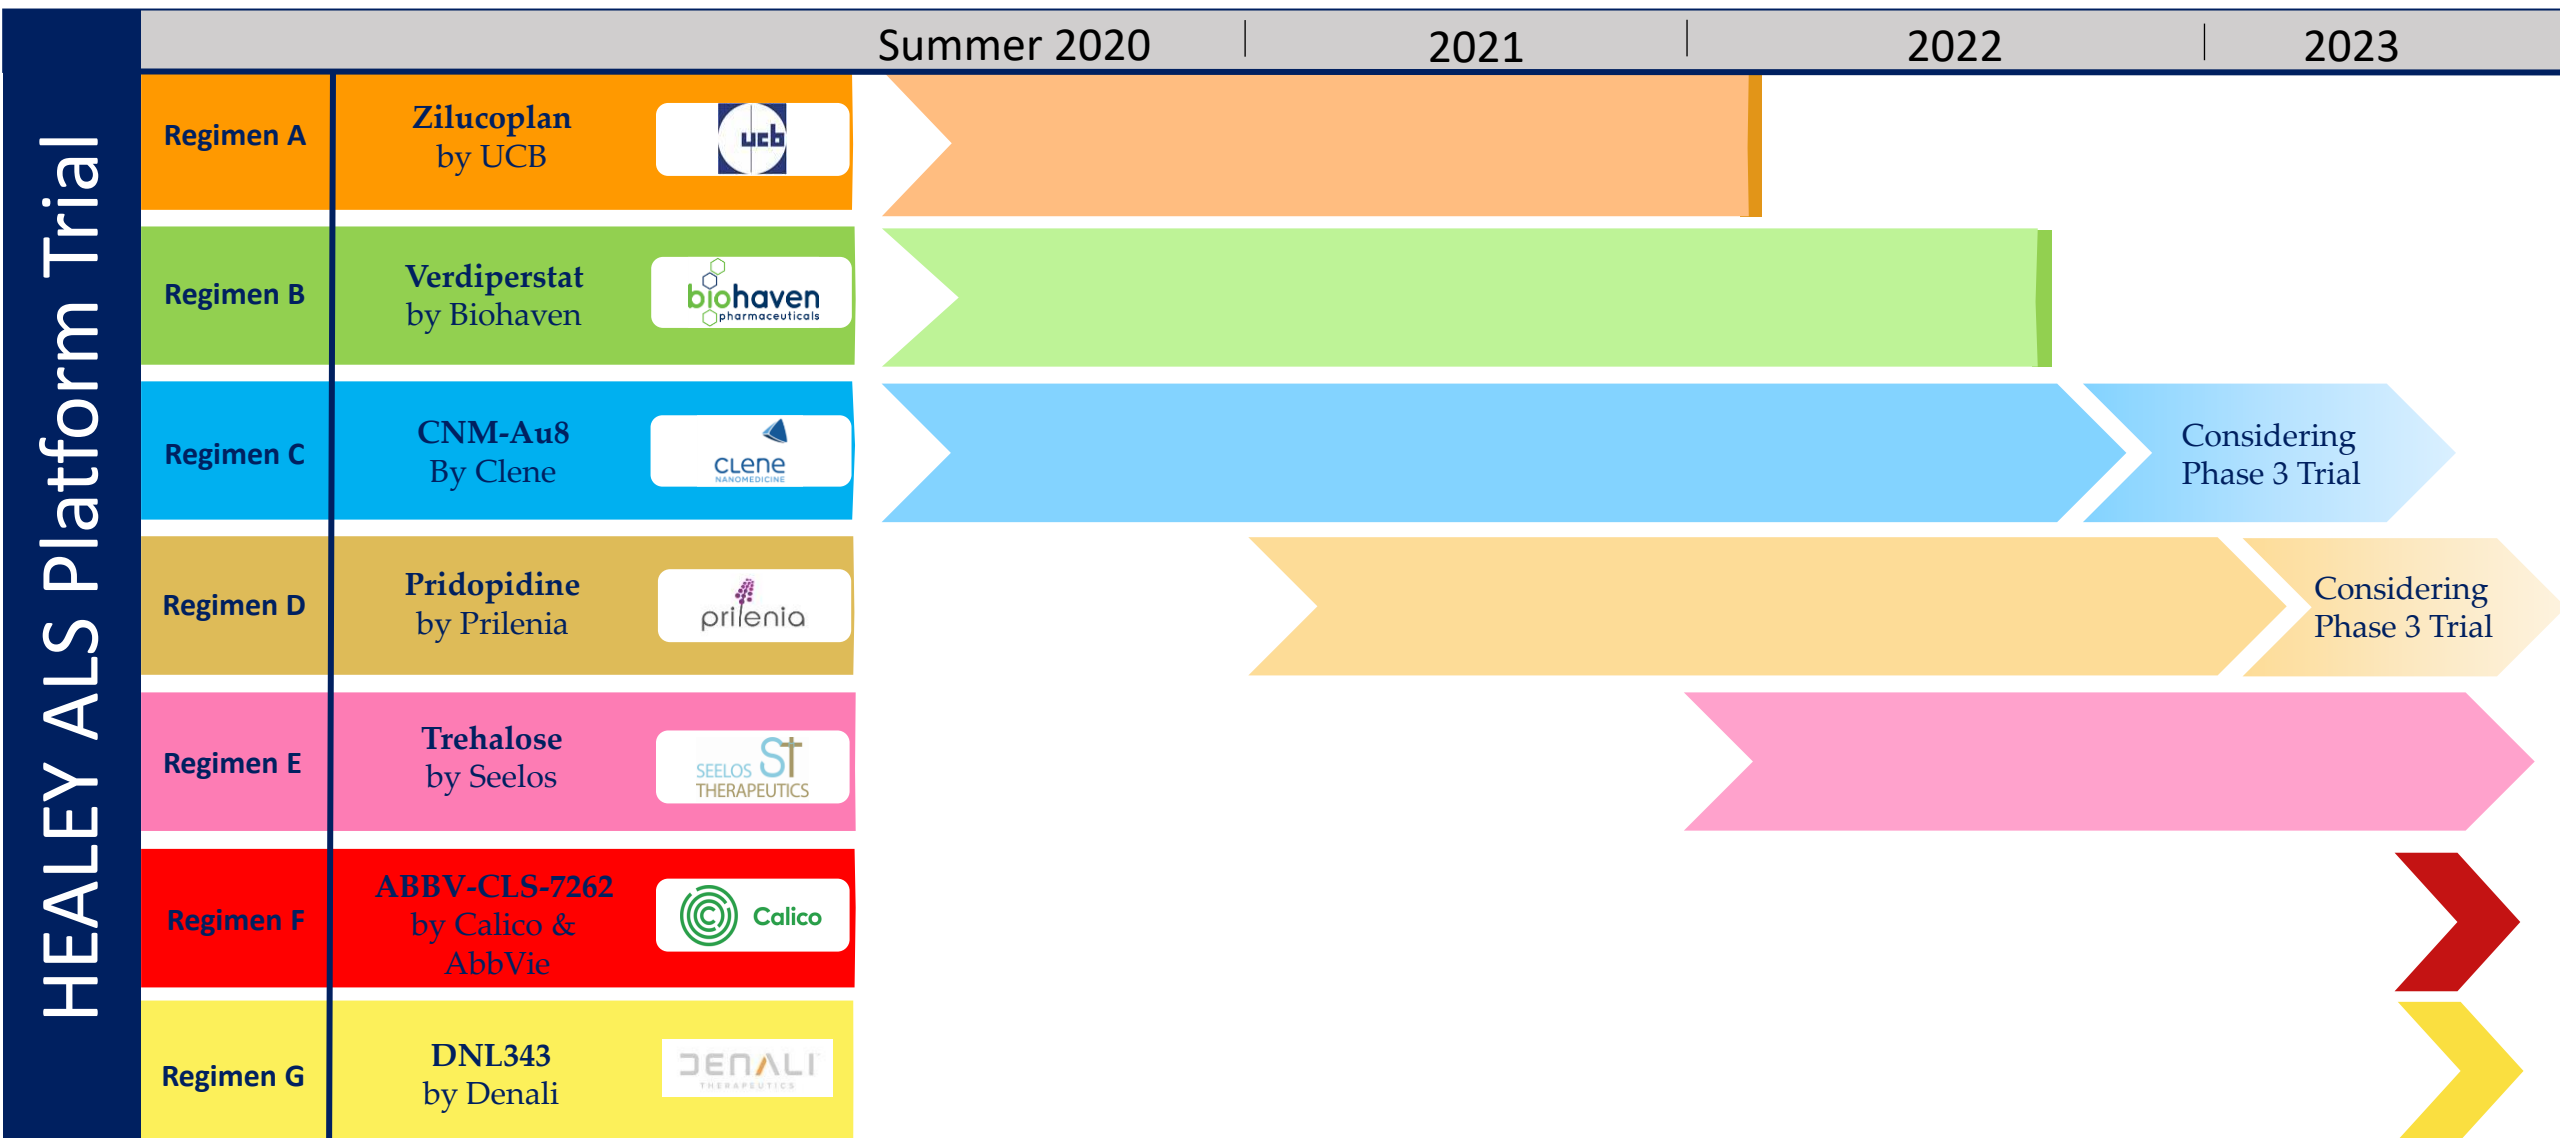 HEALEY ALS Platform Trial
Summer 2020
2021
2022
2023
Regimen A
Zilucoplan
by UCB
ucb
Regimen B
Verdiperstat
by Biohaven
biohaven
pharmaceuticals
Regimen C
CNM-Au8
By Clene
CLENE
NANOMEDICINE
Considering
Phase 3 Trial
Regimen D
Pridopidine
by Prilenia
prilenia
Considering
Phase 3 Trial
Regimen E
Trehalose
by Seelos
SEELOS ST
THERAPEUTICS
Regimen F
ABBV-CLS-7262
by Calico &
AbbVie
Calico
Regimen G
DNL343
by Denali
DENALI
THERAPEUTICS